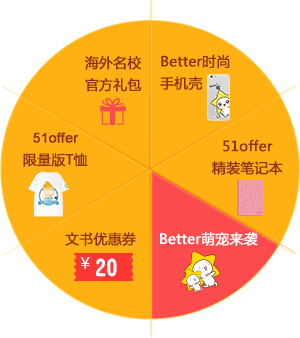 海外名校
官方礼包
Better时尚
手机壳
51offer
限量版T恤
51offer
精装笔记本
文书优惠券
¥ 20
Better萌宠来袭